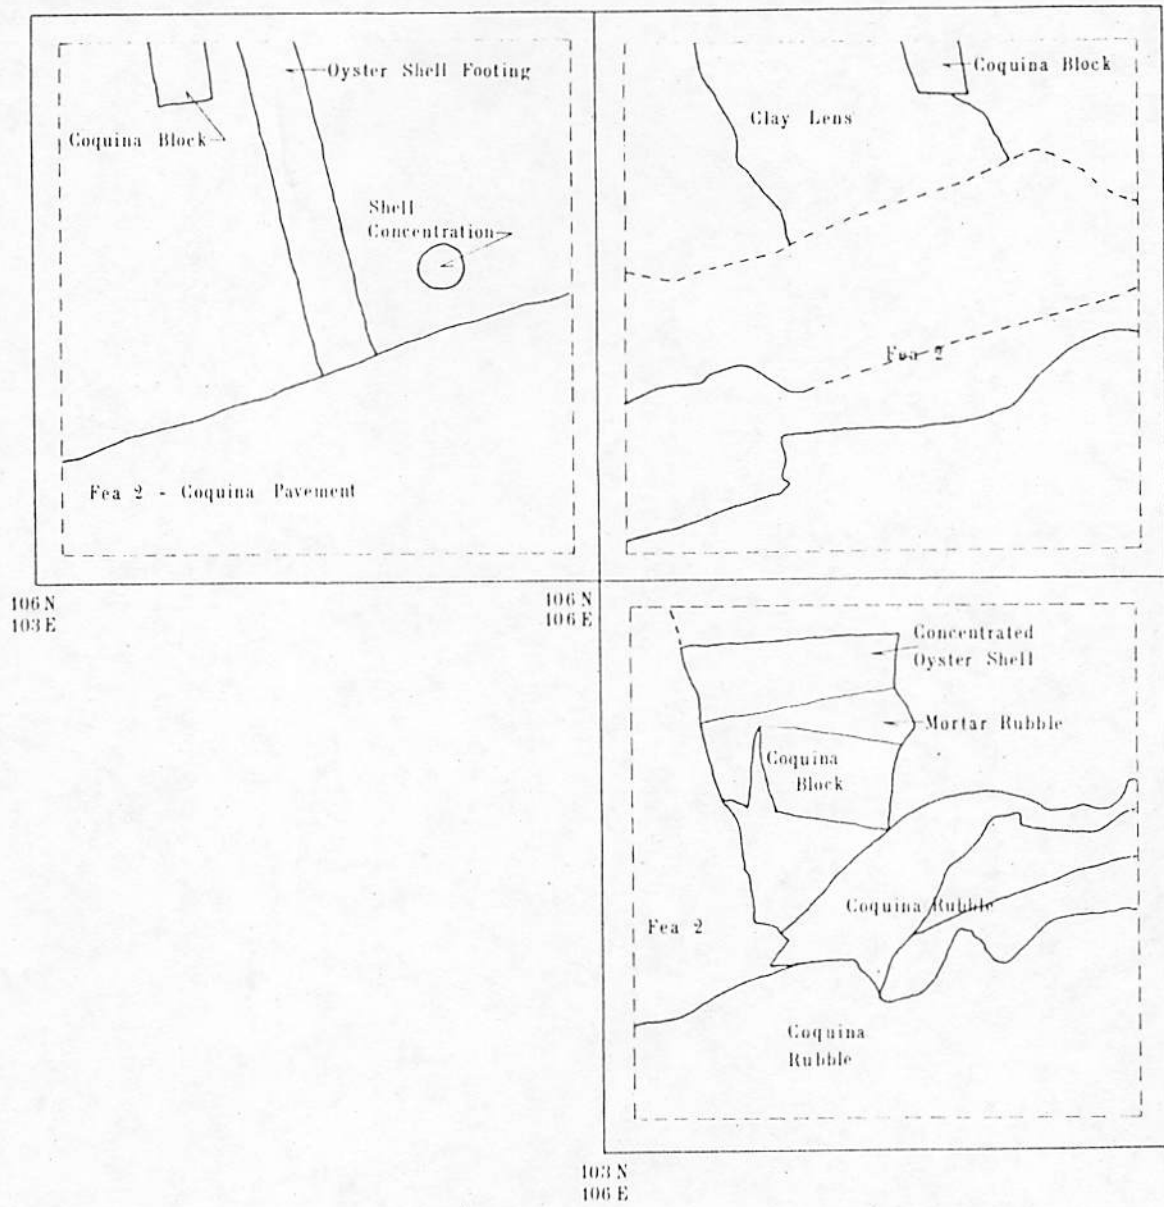 Oyster Shell Footing
Coquina Block
Shell
Concentration
Fea 2 - Coquina Pavement
Coquina Block
Clay Lens
Fea 2
106 N
103 E
106 N
106 E
Concentrated
Oyster Shell
Mortar Rubble
Coquina
Block
Coquina Rubble
Fea 2
Coquina
Rubble
103 N
106 E